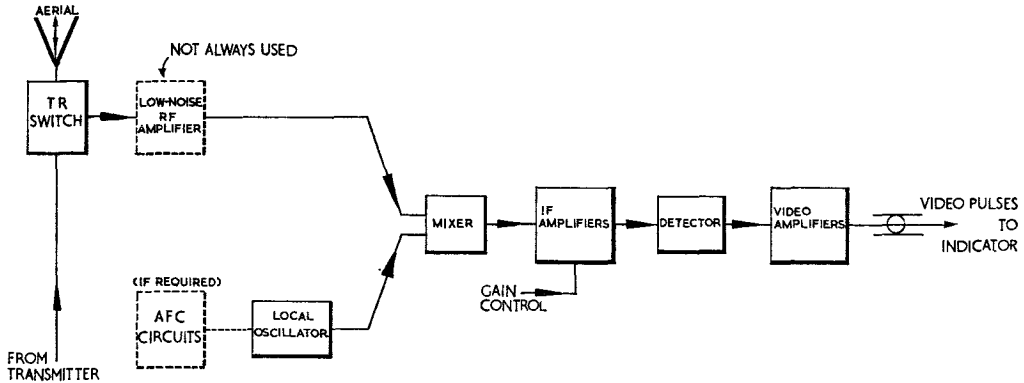 AERIAL
NOT ALWAYS USED
TR
SWITCH
LOW-NOISE
RF
AMPLIFIER
MIXER
IF
AMPLIFIERS
DETECTOR
VIDEO
AMPLIFIERS
VIDEO PULSES
TO
INDICATOR
GAIN
CONTROL
(IF REQUIRED)
AFC
CIRCUITS
LOCAL
OSCILLATOR
FROM
TRANSMITTER